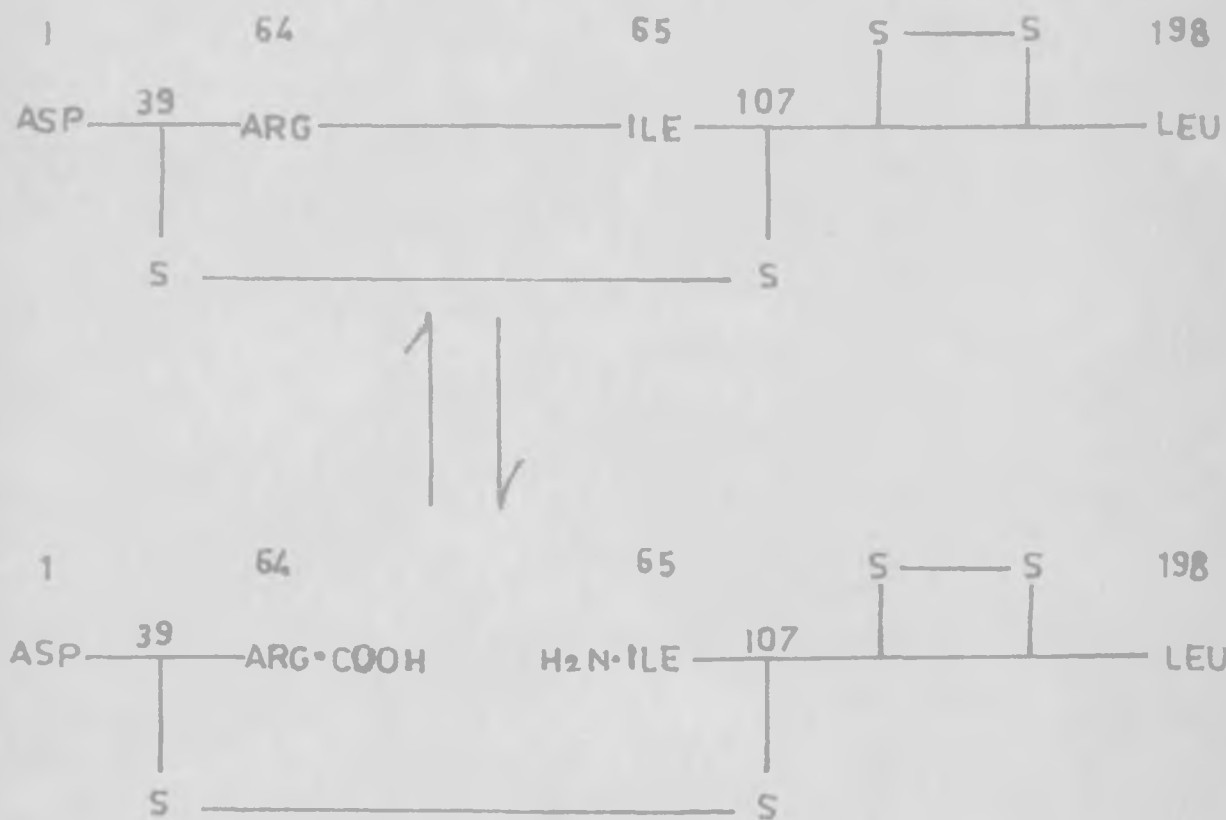 1 64 65 S S 198
39 107
ASP ARG ILE LEU
S S
1 64 65 S S 198
39 107
ASP ARG•COOH H2N•ILE LEU
S S